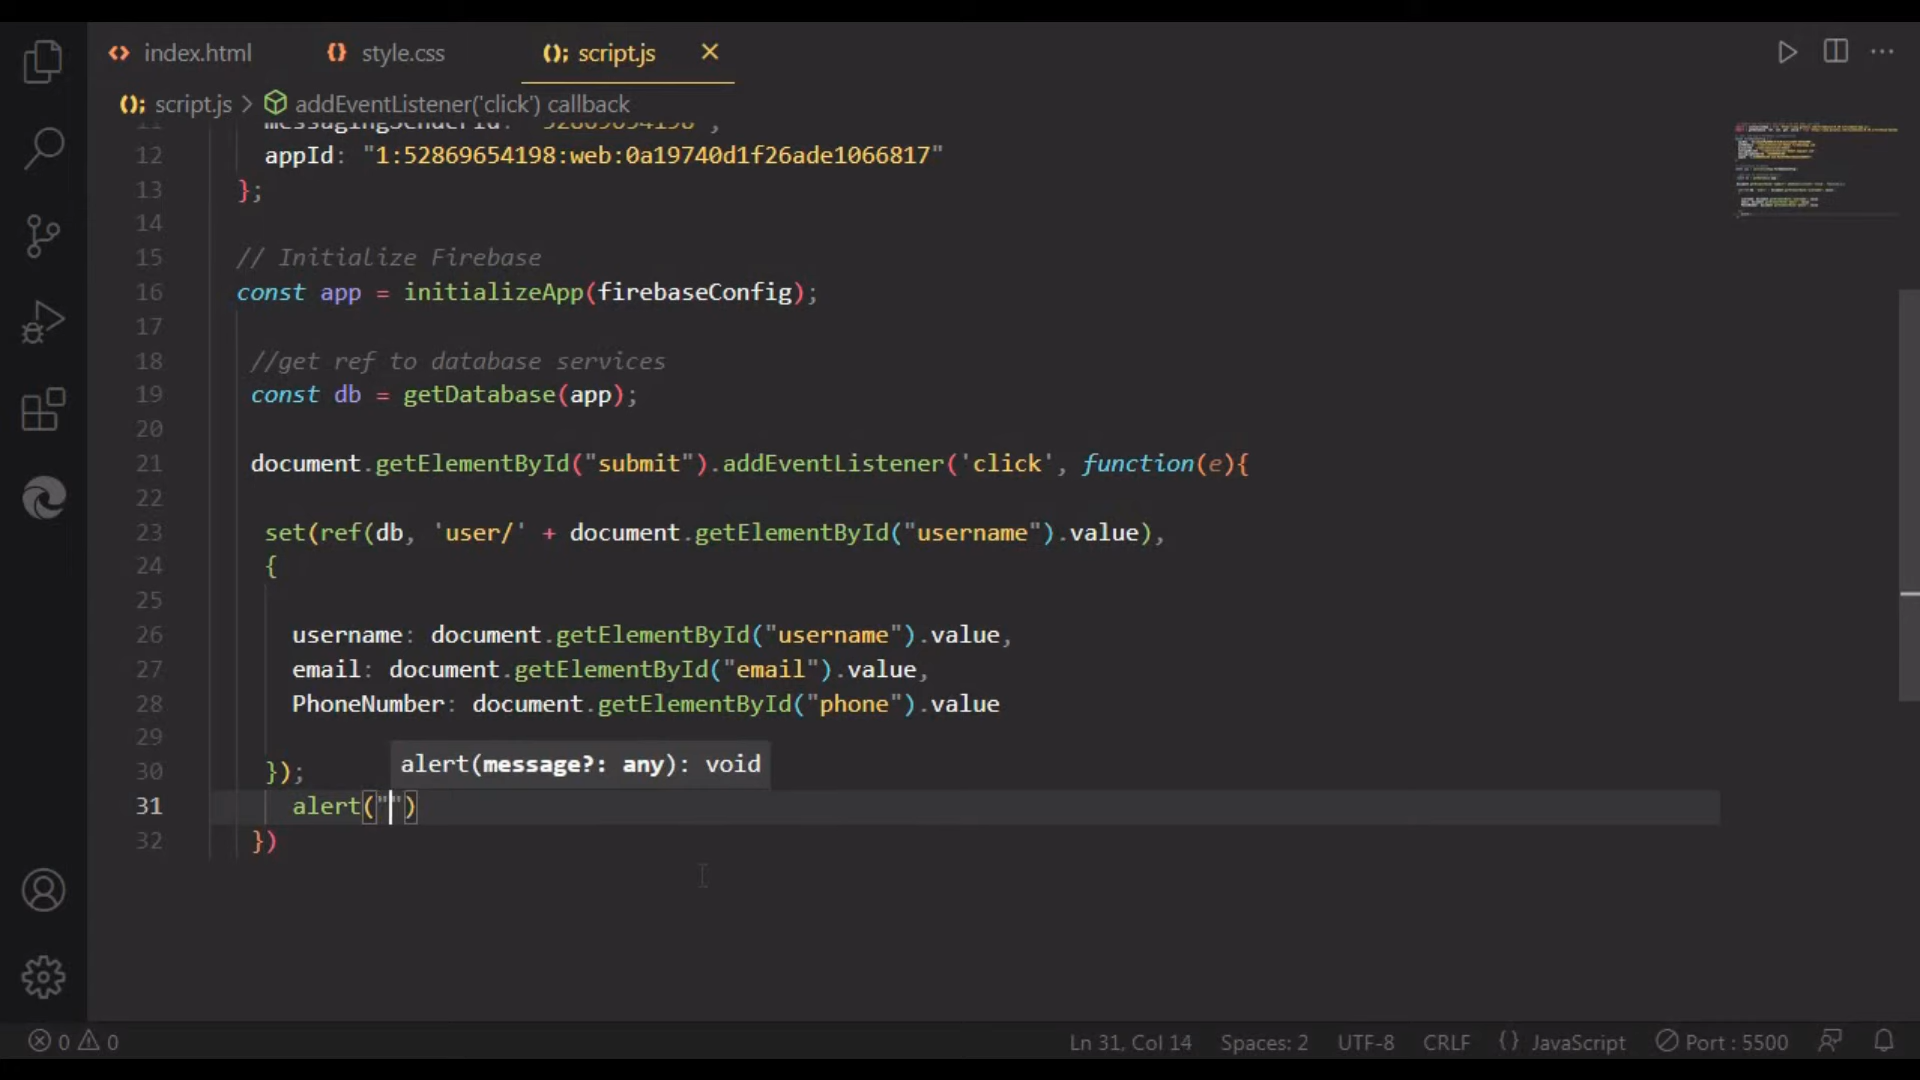 index.html style.css script.js
script.js > addEventListener('click') callback
11 messagingSenderId: "52869654198",
12 appId: "1:52869654198:web:0a19740d1f26ade1066817"
13 };
14
15 // Initialize Firebase
16 const app = initializeApp(firebaseConfig);
17
18 //get ref to database services
19 const db = getDatabase(app);
20
21 document.getElementById("submit").addEventListener('click', function(e){
22
23 set(ref(db, 'user/' + document.getElementById("username").value),
24 {
25
26 username: document.getElementById("username").value,
27 email: document.getElementById("email").value,
28 PhoneNumber: document.getElementById("phone").value
29
alert(message?: any): void
30 });
31 alert("")
32 })
0 0 Ln 31, Col 14 Spaces: 2 UTF-8 CRLF {} JavaScript Port : 5500